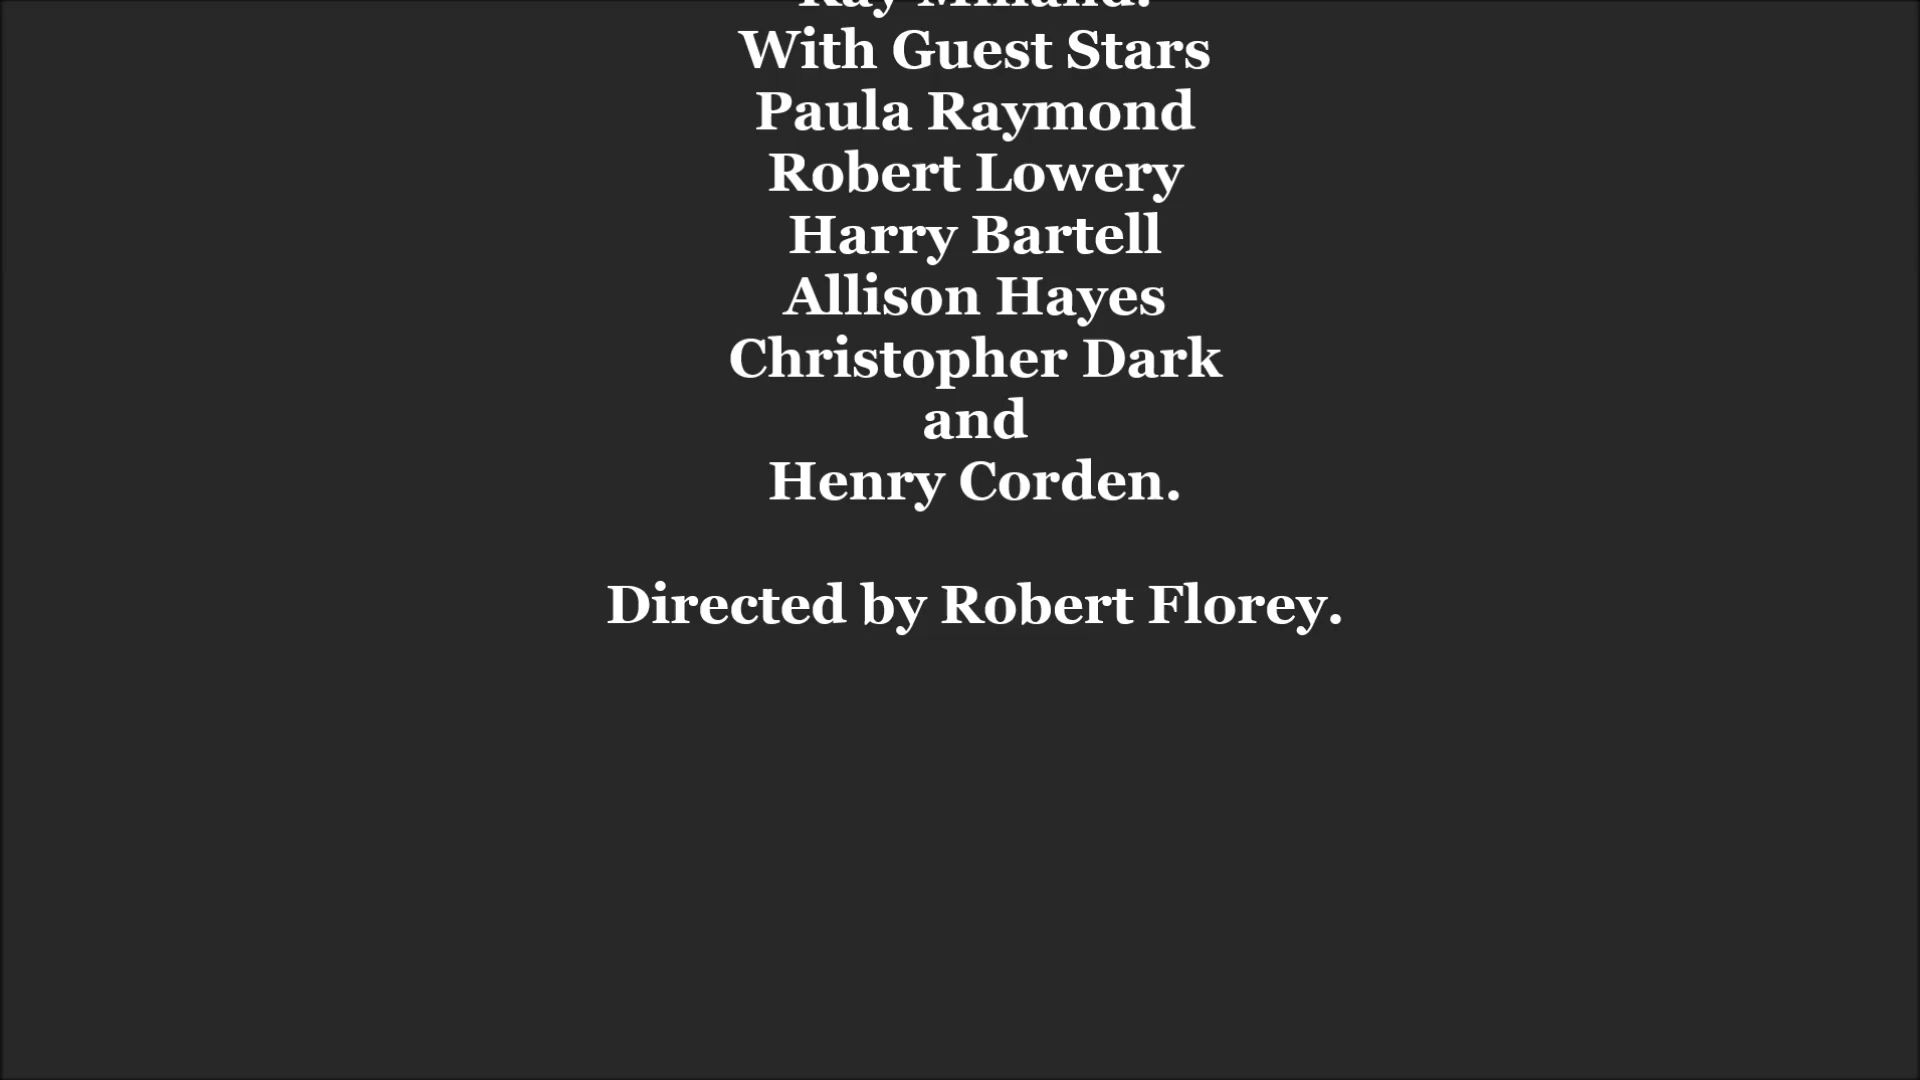 With Guest Stars
Paula Raymond
Robert Lowery
Harry Bartell
Allison Hayes
Christopher Dark
and
Henry Corden.
Directed by Robert Florey.